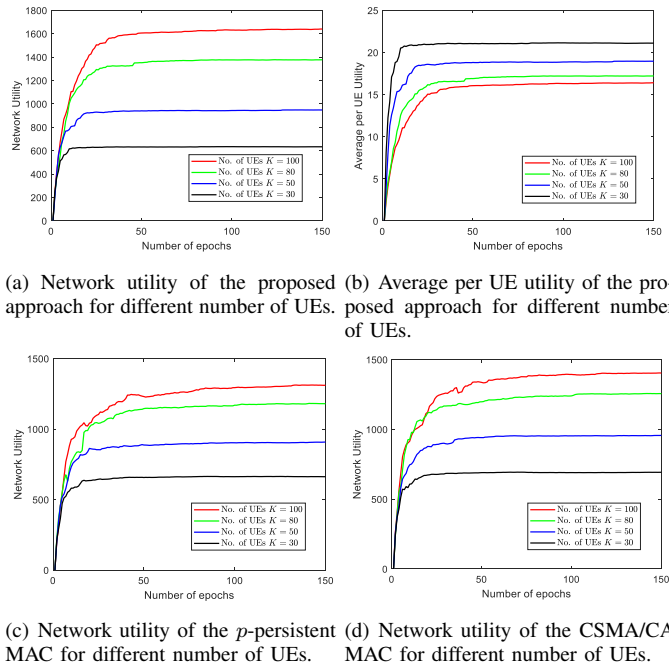 1800
1600
1400
1200
1000
800
600
400
200
0
Network Utility
No. of UEs K = 100
No. of UEs K = 80
No. of UEs K = 50
No. of UEs K = 30
0 50 100 150
Number of epochs
25
20
15
10
5
0
Average per UE Utility
No. of UEs K = 100
No. of UEs K = 80
No. of UEs K = 50
No. of UEs K = 30
0 50 100 150
Number of epochs
(a) Network utility of the proposed
approach for different number of UEs.
(b) Average per UE utility of the pro-
posed approach for different number
of UEs.
1500
1000
500
0
Network Utility
No. of UEs K = 100
No. of UEs K = 80
No. of UEs K = 50
No. of UEs K = 30
0 50 100 150
Number of epochs
1500
1000
500
0
Network Utility
No. of UEs K = 100
No. of UEs K = 80
No. of UEs K = 50
No. of UEs K = 30
0 50 100 150
Number of epochs
(c) Network utility of the p-persistent
MAC for different number of UEs.
(d) Network utility of the CSMA/CA
MAC for different number of UEs.